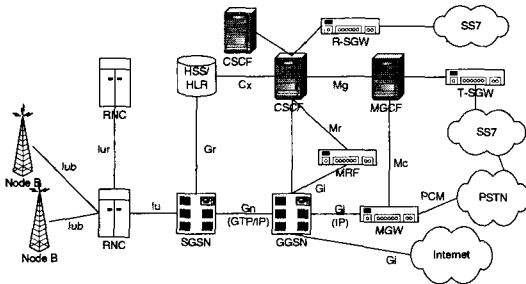 SS7
R-SGW
CSCF
HSS/
HLR
Cx
CSCF
Mg
MGCF
T-SGW
RNC
Mr
SS7
Iur
Gr
MRF
Mc
Iub
Node B
Gi
PCM
PSTN
Iu
Gn
(GTP/IP)
Gi
(IP)
Iub
RNC
SGSN
GGSN
MGW
Node B
Gi
Internet